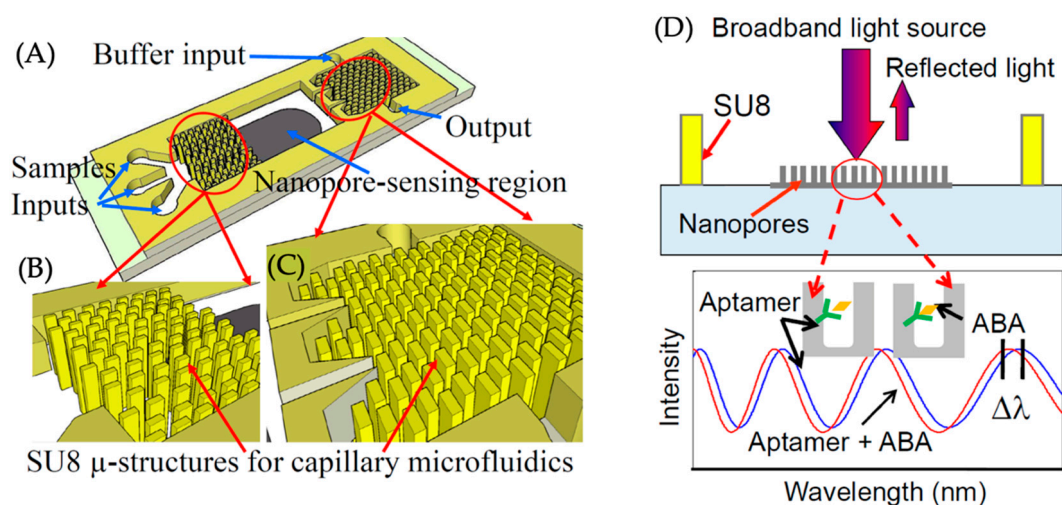 (A)
Buffer input
Output
Samples
Inputs
Nanopore-sensing region
(B)
(C)
SU8 μ-structures for capillary microfluidics
(D)
Broadband light source
Reflected light
SU8
Nanopores
Aptamer
ABA
Intensity
Δλ
Aptamer + ABA
Wavelength (nm)